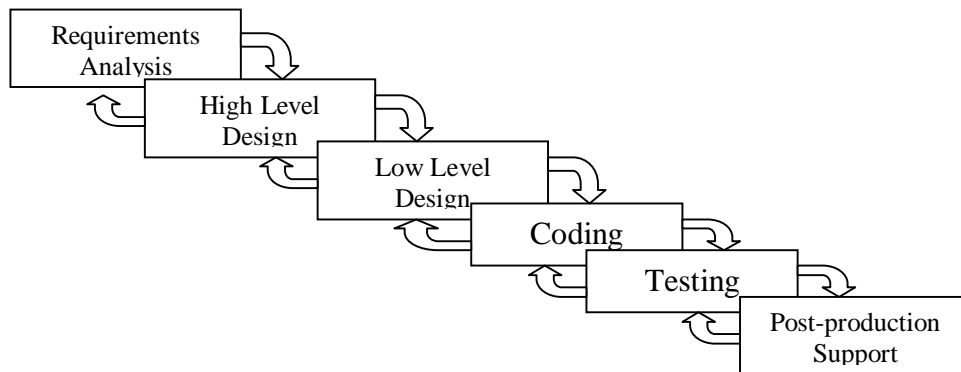 Requirements
Analysis
High Level
Design
Low Level
Design
Coding
Testing
Post-production
Support